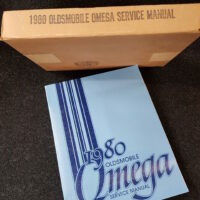 1980 OLDSMOBILE OMEGA SERVICE MANUAL
1980
OLDSMOBILE
Omega
SERVICE MANUAL